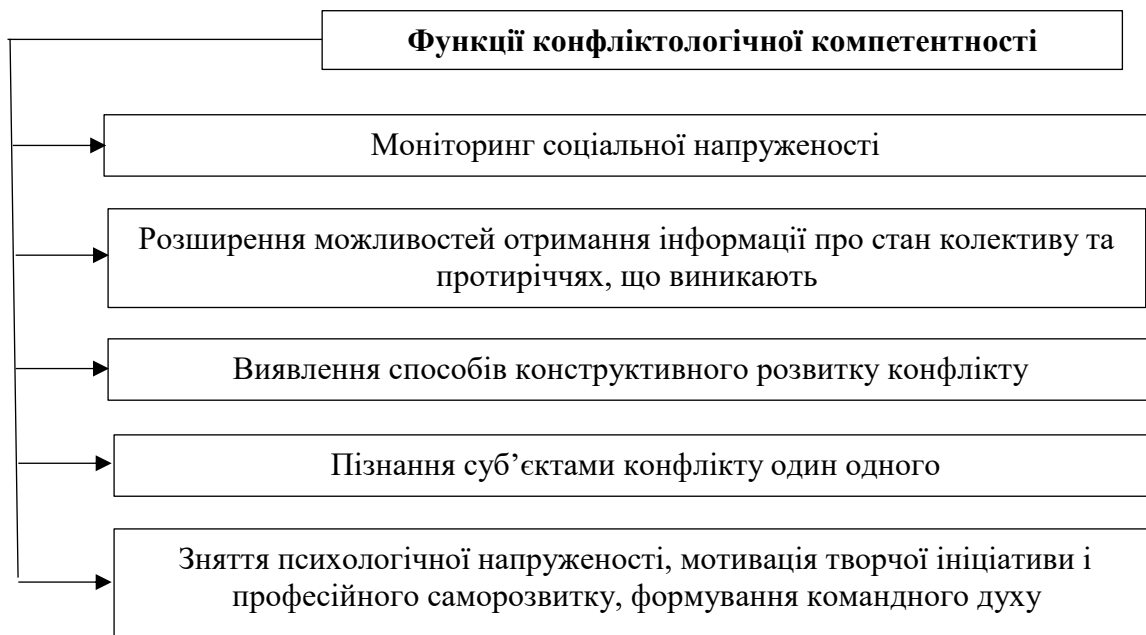 Функції конфліктологічної компетентності
Моніторинг соціальної напруженості
Розширення можливостей отримання інформації про стан колективу та
протиріччях, що виникають
Виявлення способів конструктивного розвитку конфлікту
Пізнання суб’єктами конфлікту один одного
Зняття психологічної напруженості, мотивація творчої ініціативи і
професійного саморозвитку, формування командного духу